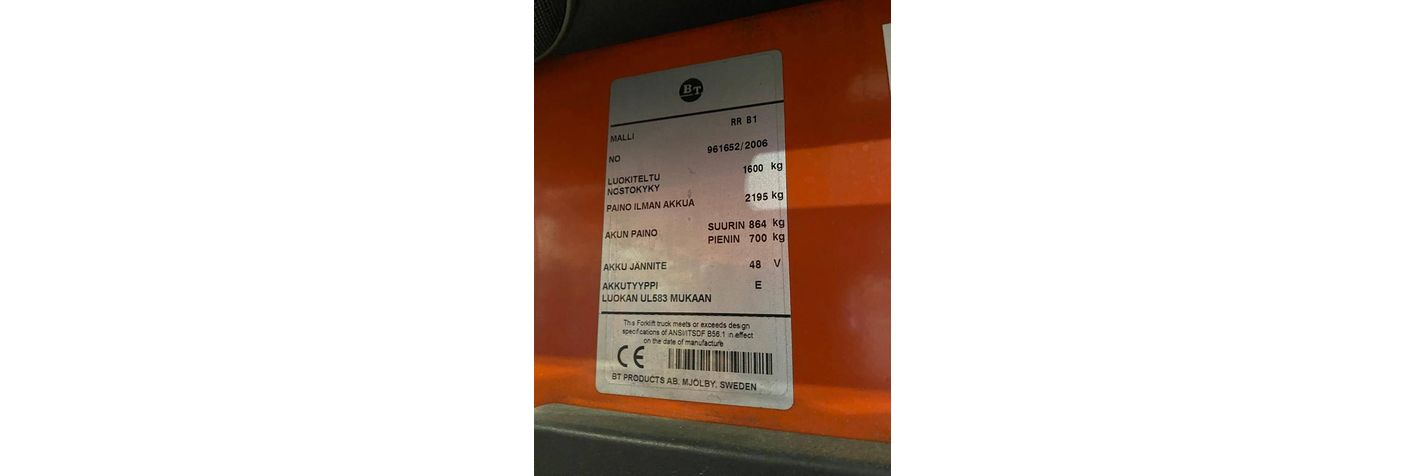 BT
MALLI RR B1
NO 961652/2006
LUOKITELTU
NOSTOKYKY 1600 kg
PAINO ILMAN AKKUA 2195 kg
AKUN PAINO SUURIN 864 kg
PIENIN 700 kg
AKKU JÄNNITE 48 V
AKKUTYYPPI E
LUOKAN UL583 MUKAAN
This Forklift truck meets or exceeds design
specifications of ANSI/ITSDF B56.1 in effect
on the date of manufacture
CE
BT PRODUCTS AB. MJÖLBY. SWEDEN